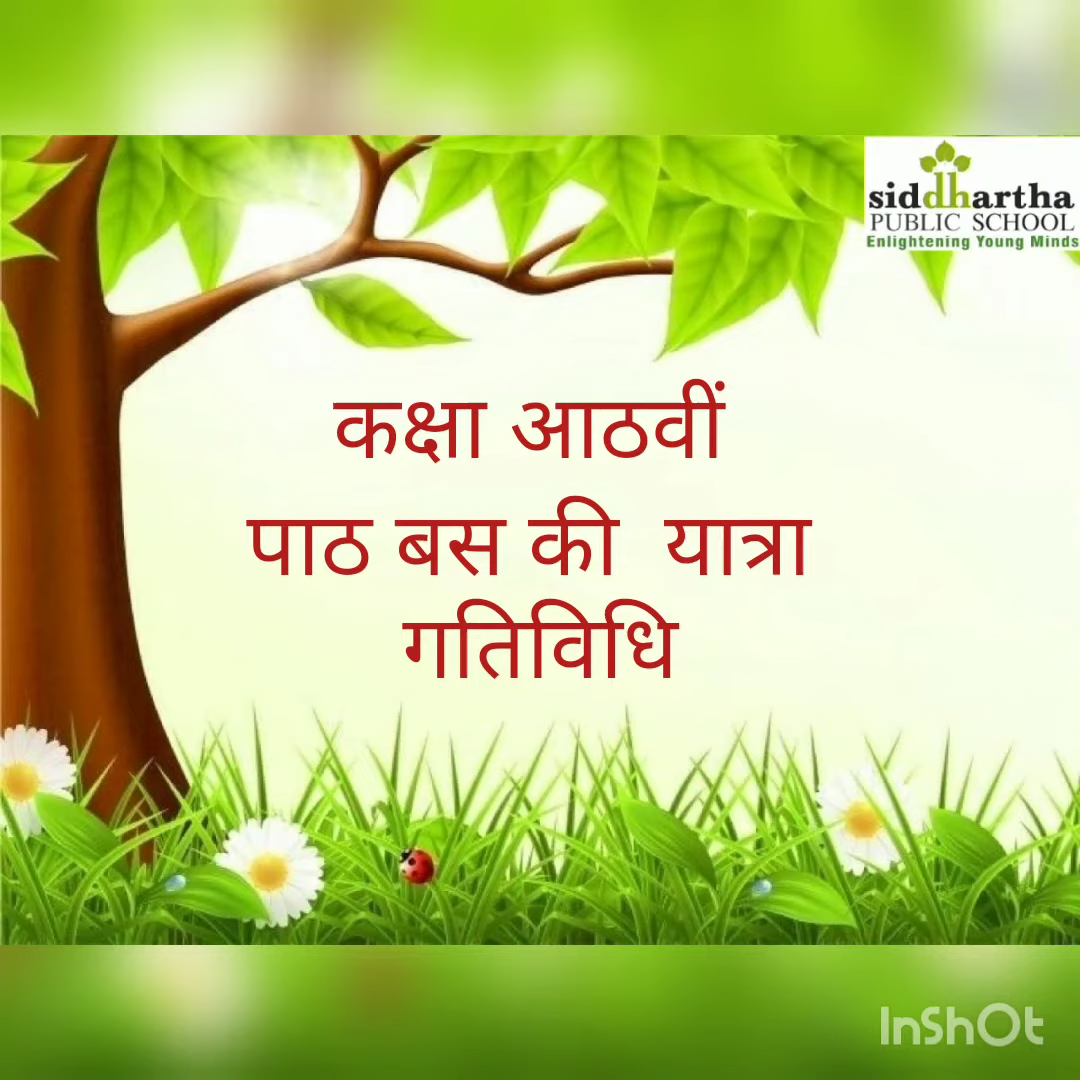 siddhartha
PUBLIC SCHOOL
Enlightening Young Minds
कक्षा आठवीं
पाठ बस की यात्रा
गतिविधि
InShOt